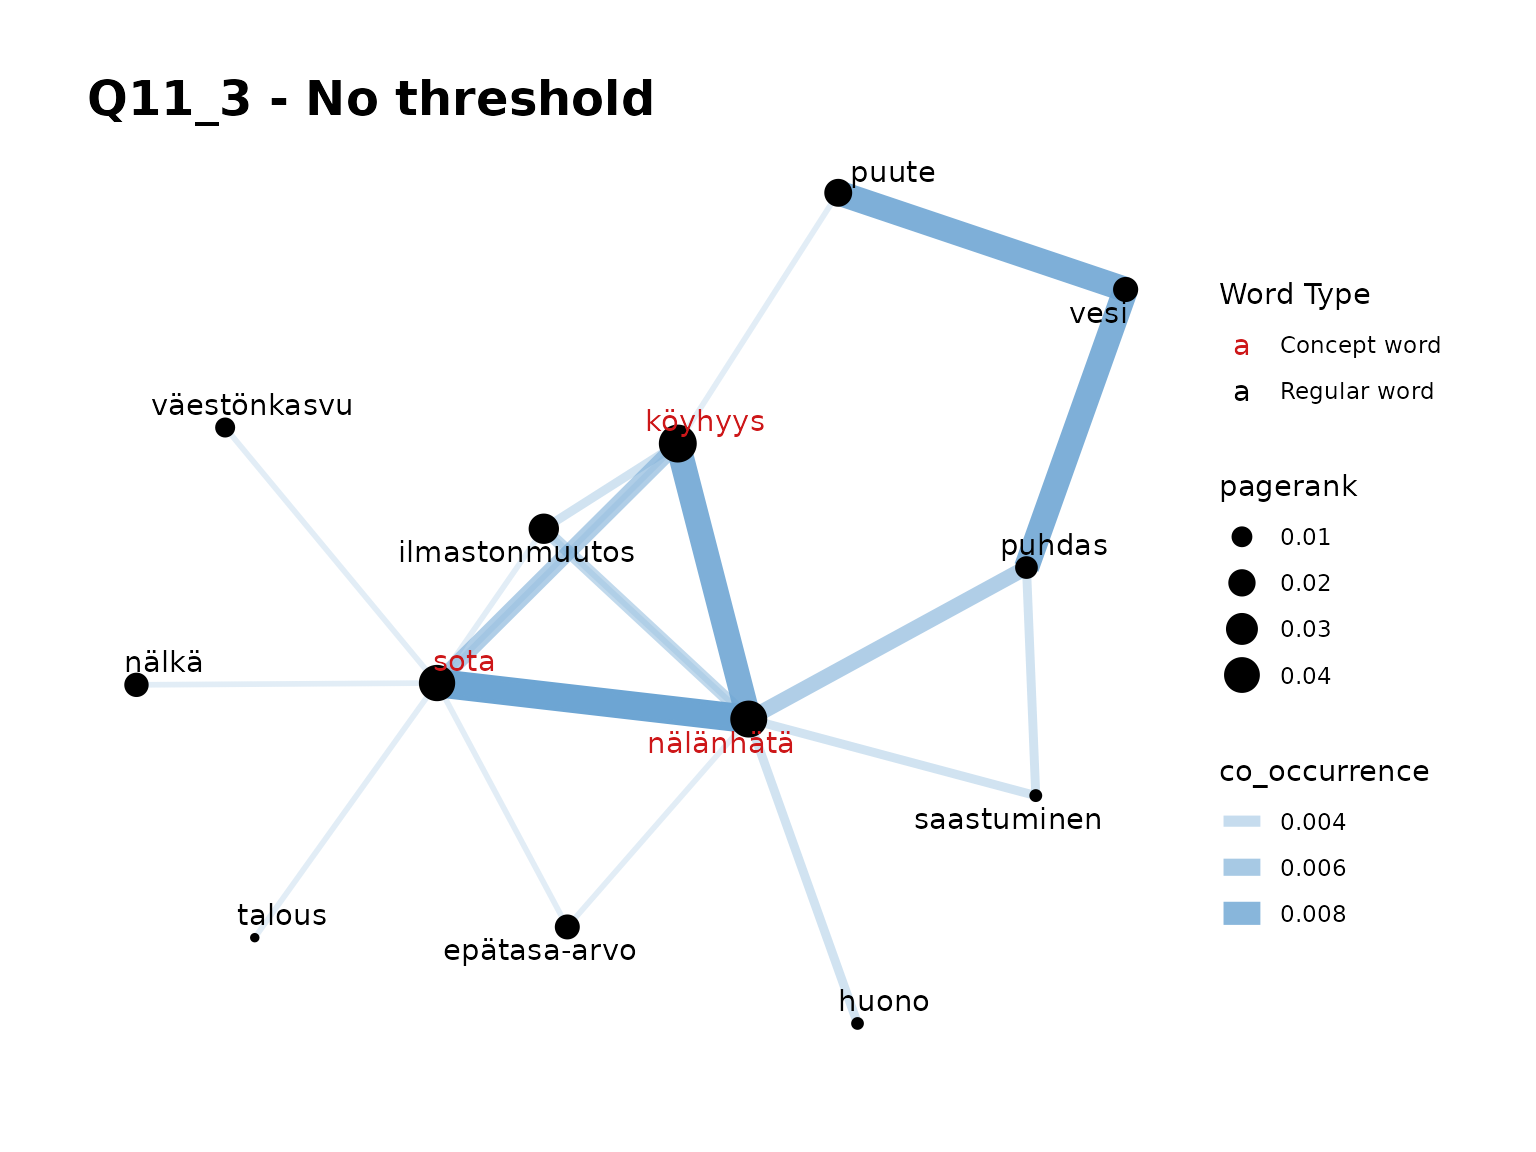 Q11_3 - No threshold
puute
vesi
väestönkasvu
köyhyys
ilmastonmuutos
puhdas
nälkä
sota
nälänhätä
saastuminen
talous
epätasa-arvo
huono
Word Type
a Concept word
a Regular word
pagerank
0.01
0.02
0.03
0.04
co_occurrence
0.004
0.006
0.008